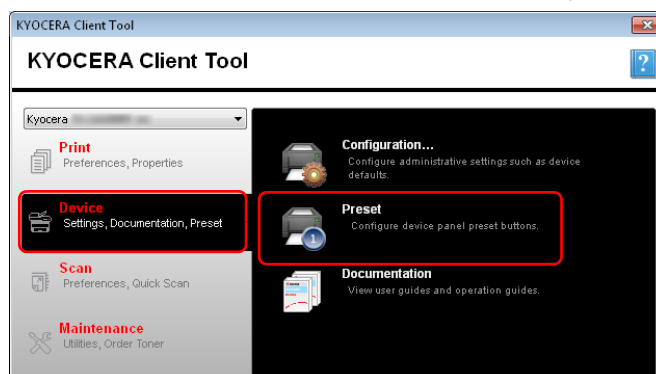 KYOCERA Client Tool
KYOCERA Client Tool
?
Kyocera
Print
Preferences, Properties
Device
Settings, Documentation, Preset
Scan
Preferences, Quick Scan
Maintenance
Utilities, Order Toner
Configuration...
Configure administrative settings such as device
defaults.
1
Preset
Configure device panel preset buttons.
Documentation
View user guides and operation guides.